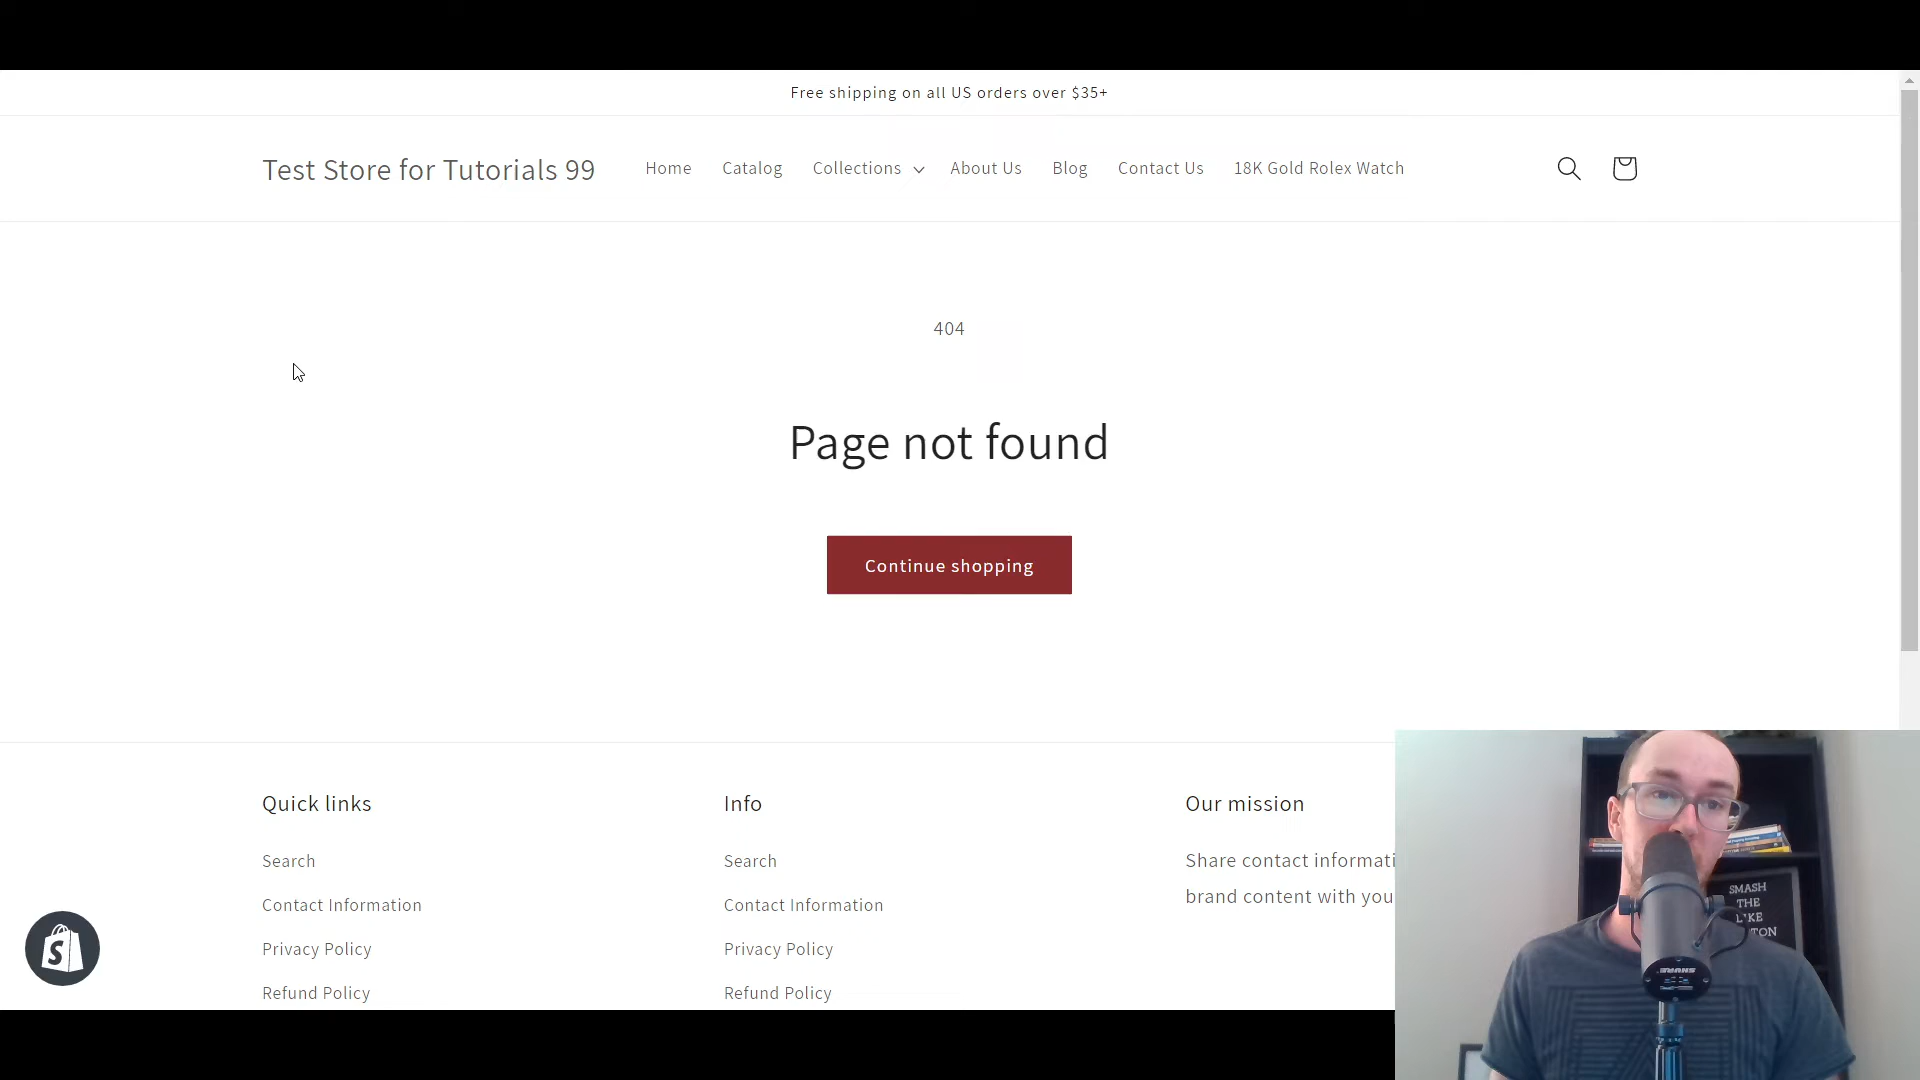 Free shipping on all US orders over $35+
Test Store for Tutorials 99
Home
Catalog
Collections
About Us
Blog
Contact Us
18K Gold Rolex Watch
404
Page not found
Continue shopping
Quick links
Info
Our mission
Search
Search
Share contact informati
Contact Information
Contact Information
brand content with you
Privacy Policy
Privacy Policy
Refund Policy
Refund Policy
SMASH
THE
LIKE
TON
SHURE